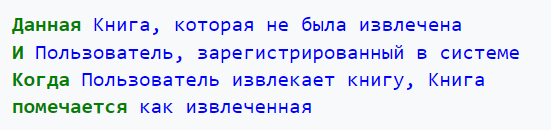 Данная Книга, которая не была извлечена
И Пользователь, зарегистрированный в системе
Когда Пользователь извлекает книгу, Книга
помечается как извлеченная